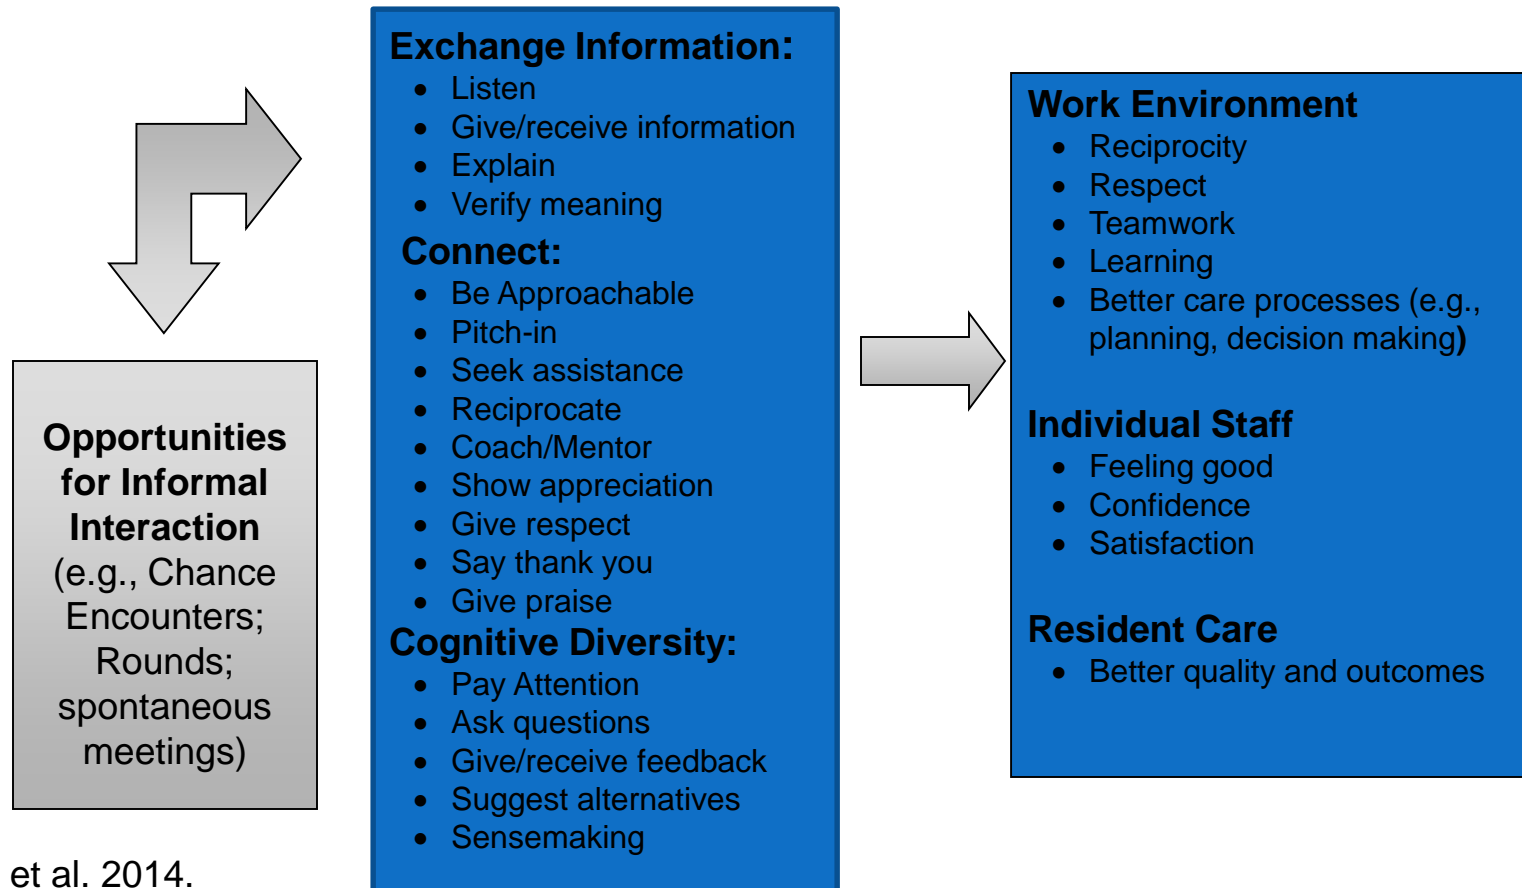 Opportunities
for Informal
Interaction
(e.g., Chance
Encounters;
Rounds;
spontaneous
meetings)
Exchange Information:
• Listen
• Give/receive information
• Explain
• Verify meaning
Connect:
• Be Approachable
• Pitch-in
• Seek assistance
• Reciprocate
• Coach/Mentor
• Show appreciation
• Give respect
• Say thank you
• Give praise
Cognitive Diversity:
• Pay Attention
• Ask questions
• Give/receive feedback
• Suggest alternatives
• Sensemaking
Work Environment
• Reciprocity
• Respect
• Teamwork
• Learning
• Better care processes (e.g.,
planning, decision making)
Individual Staff
• Feeling good
• Confidence
• Satisfaction
Resident Care
• Better quality and outcomes
et al. 2014.